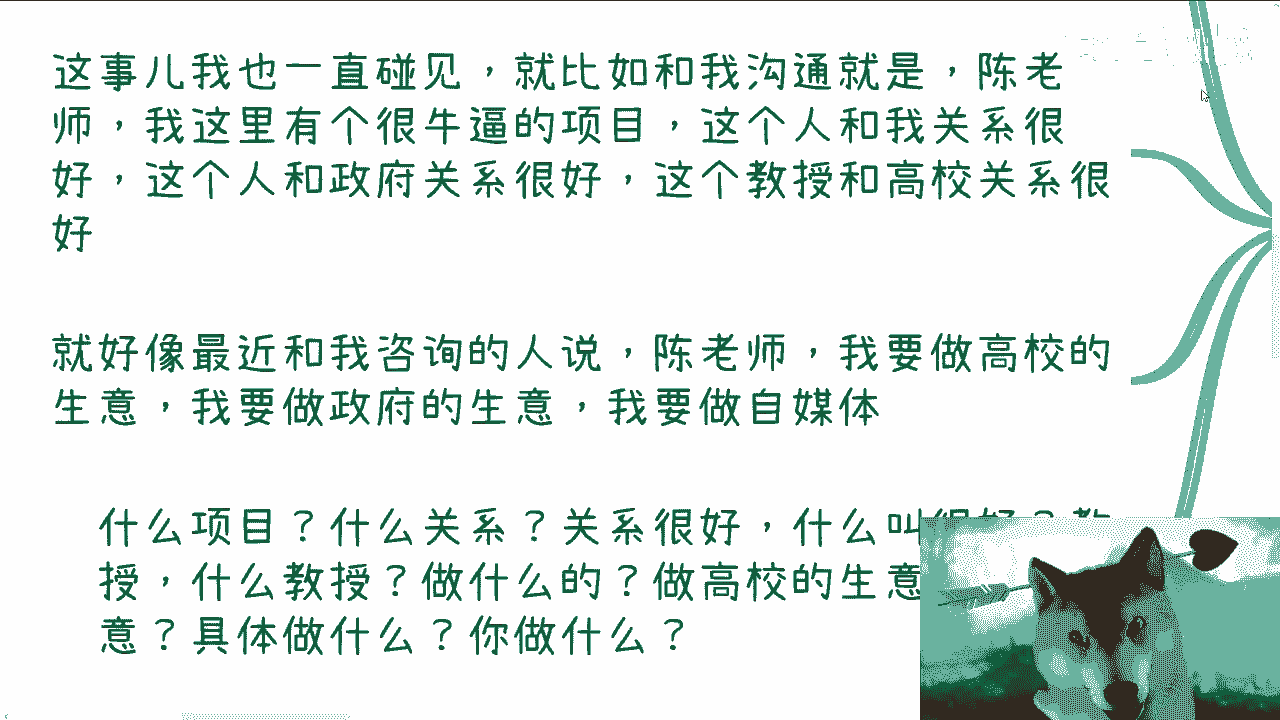 这事儿我也一直碰见，就比如和我沟通就是，陈老
师，我这里有个很牛逼的项目，这个人和我关系很
好，这个人和政府关系很好，这个教授和高校关系很
好
就好像最近和我咨询的人说，陈老师，我要做高校的
生意，我要做政府的生意，我要做自媒体
什么项目？什么关系？关系很好，什么叫很好？教
授，什么教授？做什么的？做高校的生意
意？具体做什么？你做什么？